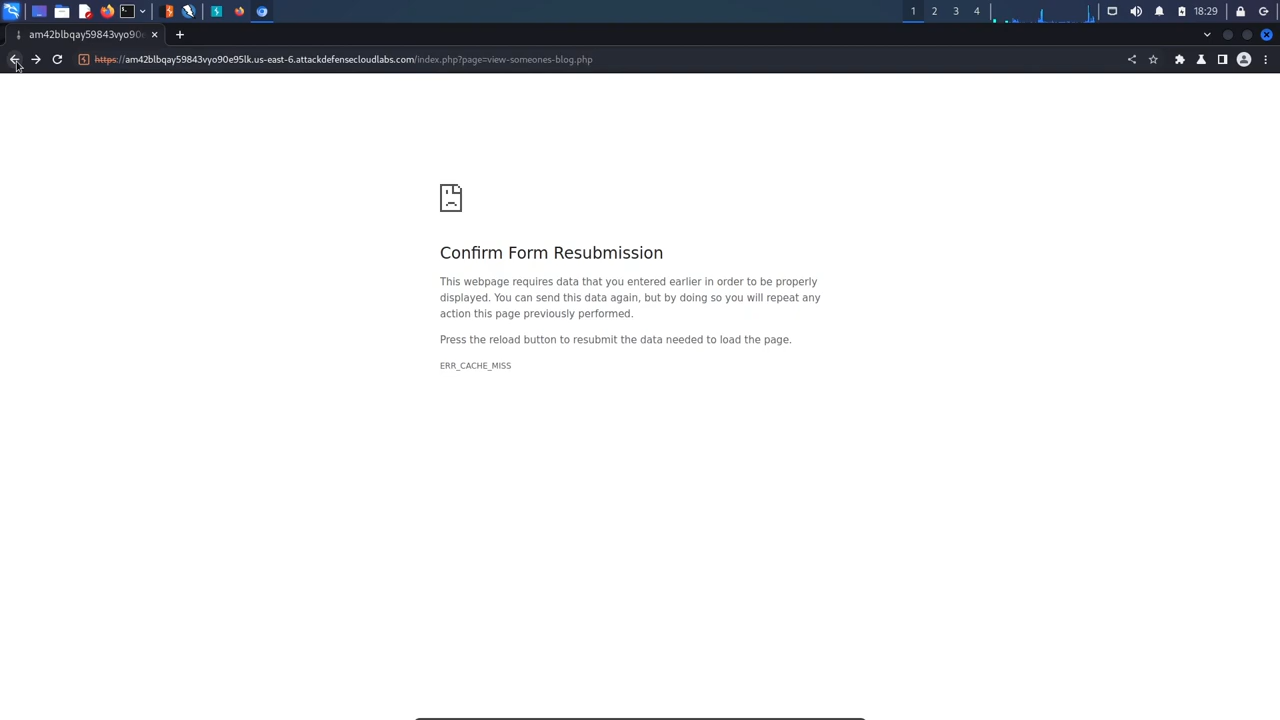 1 2 3 4 18:29
am42blbqay59843vyo90e
https://am42blbqay59843vyo90e95lk.us-east-6.attackdefensecloudlabs.com/index.php?page=view-someones-blog.php
Confirm Form Resubmission
This webpage requires data that you entered earlier in order to be properly
displayed. You can send this data again, but by doing so you will repeat any
action this page previously performed.
Press the reload button to resubmit the data needed to load the page.
ERR_CACHE_MISS